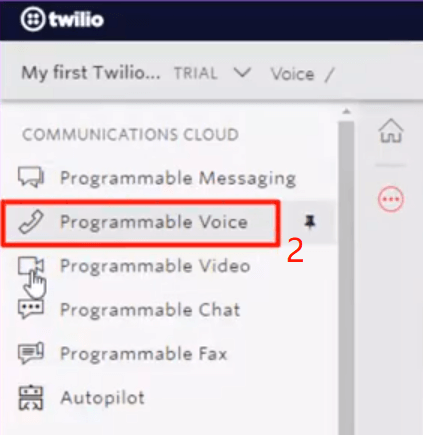 twilio
My first Twilio... TRIAL Voice /
COMMUNICATIONS CLOUD
Programmable Messaging
Programmable Voice
2
Programmable Video
Programmable Chat
Programmable Fax
Autopilot